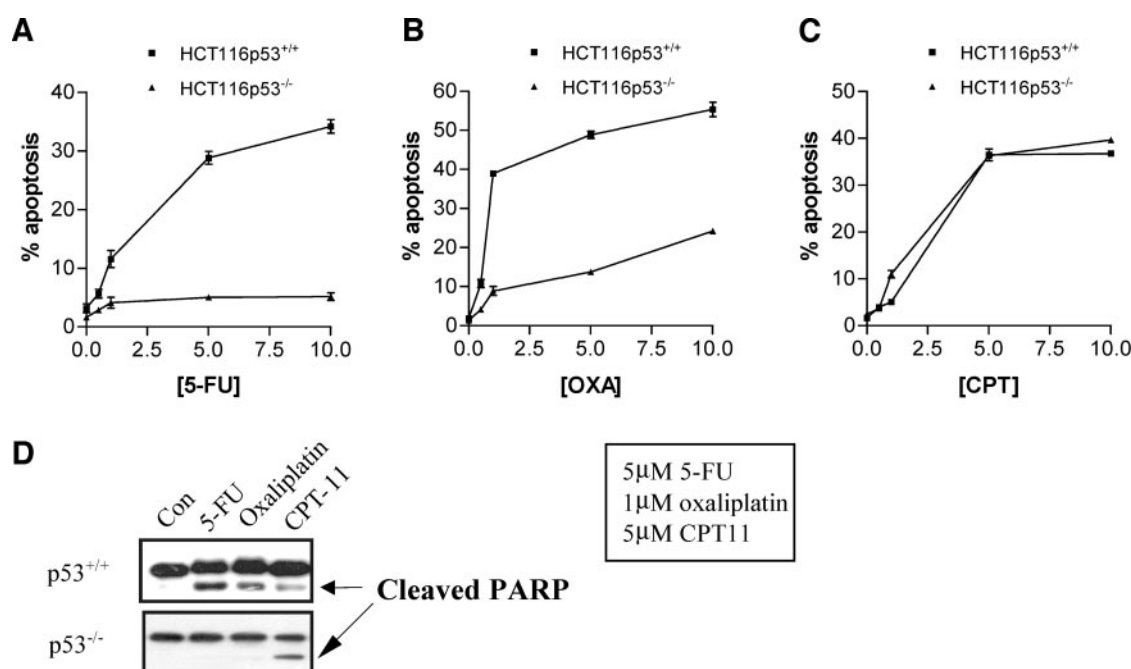 A
HCT116p53+/+
HCT116p53-/-
40
30
20
10
0
% apoptosis
0.0 2.5 5.0 7.5 10.0
[5-FU]
B
HCT116p53+/+
HCT116p53-/-
60
50
40
30
20
10
0
% apoptosis
0.0 2.5 5.0 7.5 10.0
[OXA]
C
HCT116p53+/+
HCT116p53-/-
50
40
30
20
10
0
% apoptosis
0.0 2.5 5.0 7.5 10.0
[CPT]
D
Con
5-FU
Oxaliplatin
CPT-11
p53+/+
p53-/-
Cleaved PARP
5μM 5-FU
1μM oxaliplatin
5μM CPT11